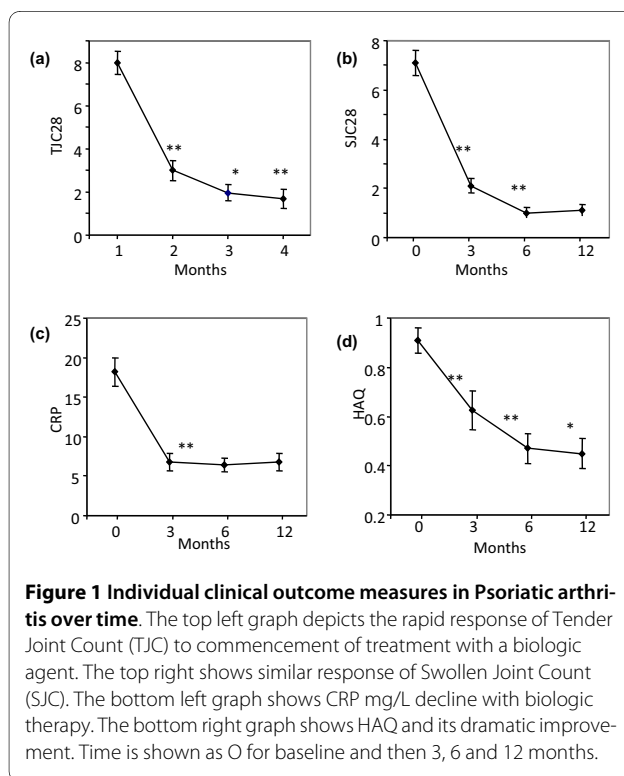 (a)
8
6
4
2
0
TJC28
**
*
**
1 2 3 4
Months
(b)
8
6
4
2
0
SJC28
**
**
0 3 6 12
Months
(c)
25
20
15
10
5
0
CRP
**
0 3 6 12
Months
(d)
1
0.8
0.6
0.4
0.2
HAQ
**
**
*
0 3 6 12
Months
Figure 1 Individual clinical outcome measures in Psoriatic arthri-
tis over time. The top left graph depicts the rapid response of Tender
Joint Count (TJC) to commencement of treatment with a biologic
agent. The top right shows similar response of Swollen Joint Count
(SJC). The bottom left graph shows CRP mg/L decline with biologic
therapy. The bottom right graph shows HAQ and its dramatic improve-
ment. Time is shown as O for baseline and then 3, 6 and 12 months.